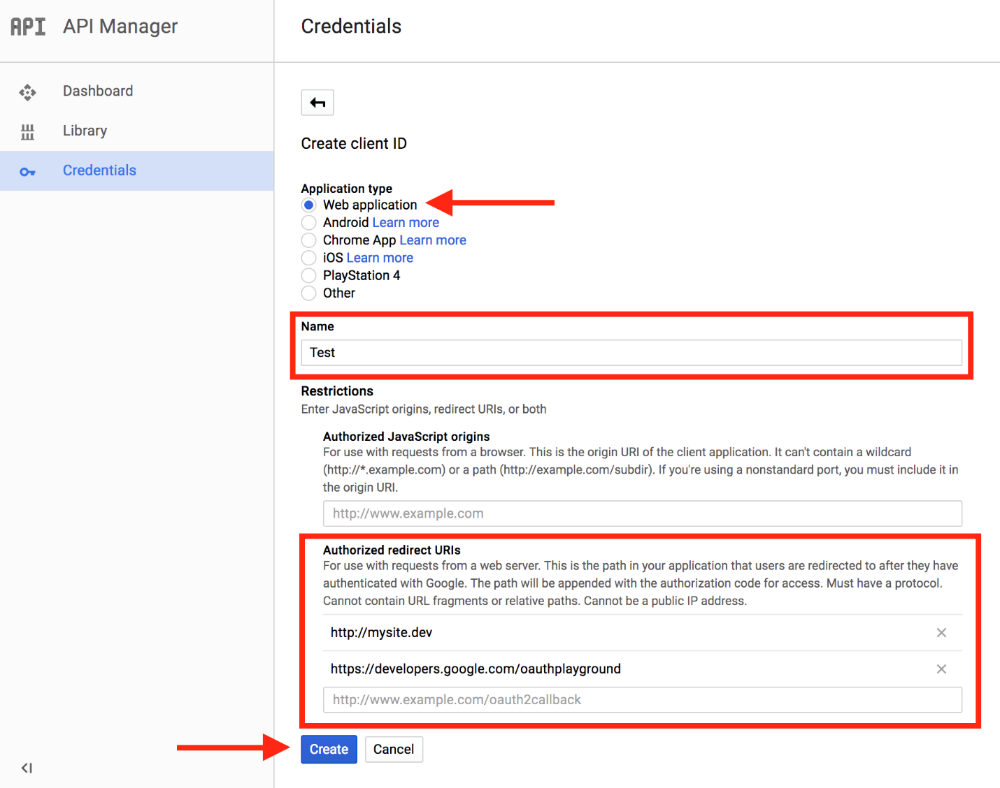 API API Manager
Credentials
Dashboard
Library
Credentials
Create client ID
Application type
Web application
Android Learn more
Chrome App Learn more
iOS Learn more
PlayStation 4
Other
Name
Test
Restrictions
Enter JavaScript origins, redirect URIs, or both
Authorized JavaScript origins
For use with requests from a browser. This is the origin URI of the client application. It can't contain a wildcard
(http://*.example.com) or a path (http://example.com/subdir). If you're using a nonstandard port, you must include it in
the origin URI.
http://www.example.com
Authorized redirect URIs
For use with requests from a web server. This is the path in your application that users are redirected to after they have
authenticated with Google. The path will be appended with the authorization code for access. Must have a protocol.
Cannot contain URL fragments or relative paths. Cannot be a public IP address.
http://mysite.dev
https://developers.google.com/oauthplayground
http://www.example.com/oauth2callback
Create Cancel